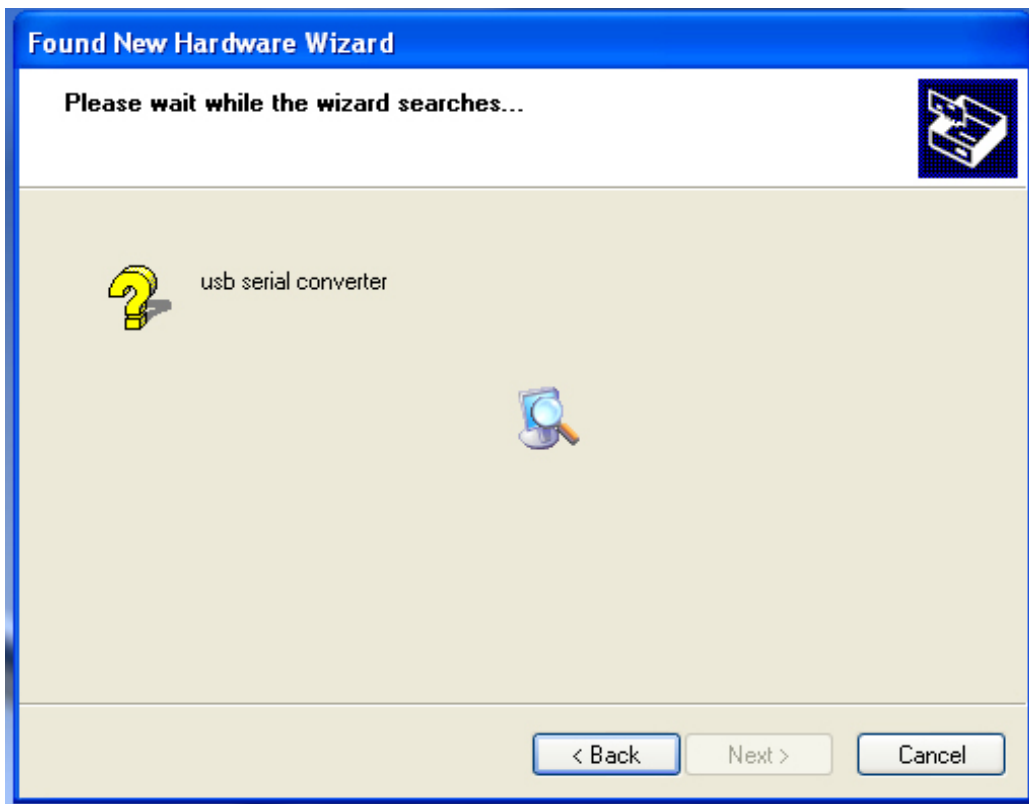 Found New Hardware Wizard
Please wait while the wizard searches...
usb serial converter
< Back
Next >
Cancel